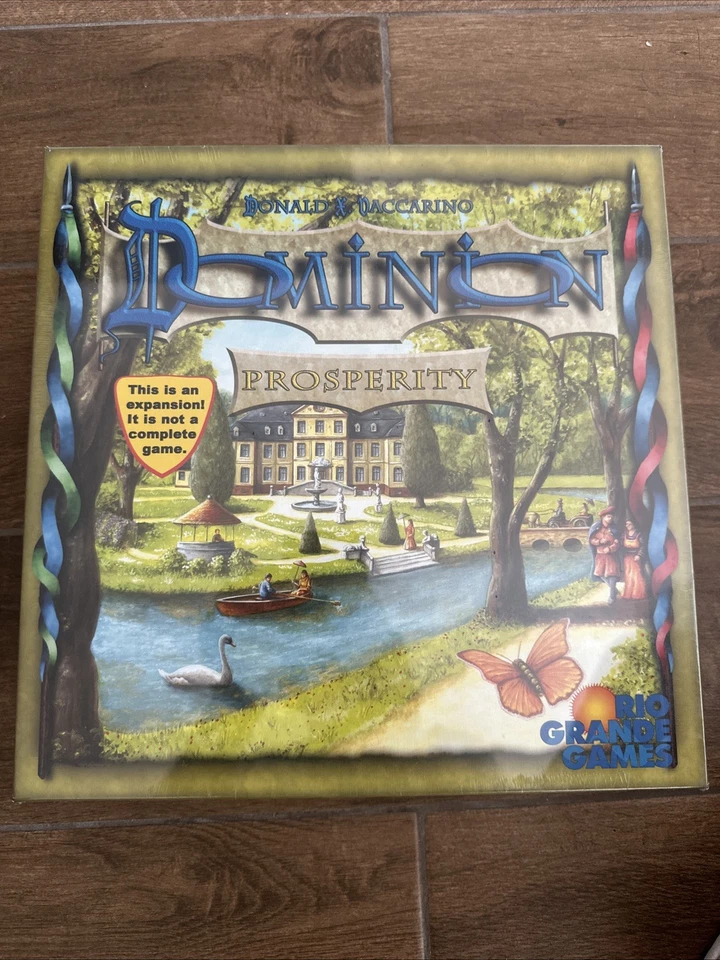 Donald X Vaccarino
Dominion
PROSPERITY
This is an
expansion!
It is not a
complete
game.
RIO
GRANDE
GAMES